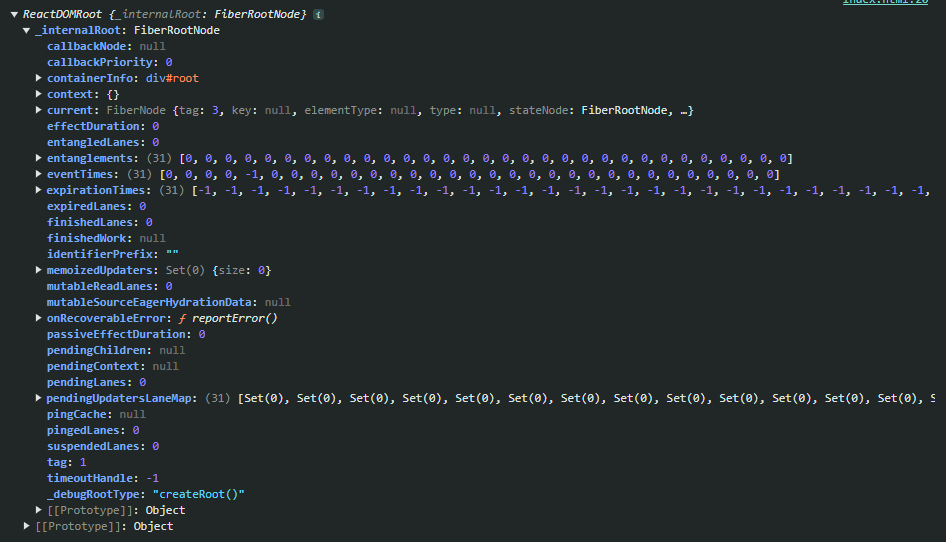 ReactDOMRoot {_internalRoot: FiberRootNode} i
_internalRoot: FiberRootNode
callbackNode: null
callbackPriority: 0
containerInfo: div#root
context: {}
current: FiberNode {tag: 3, key: null, elementType: null, type: null, stateNode: FiberRootNode, …}
effectDuration: 0
entangledLanes: 0
entanglements: (31) [0, 0, 0, 0, 0, 0, 0, 0, 0, 0, 0, 0, 0, 0, 0, 0, 0, 0, 0, 0, 0, 0, 0, 0, 0, 0, 0, 0, 0, 0, 0]
eventTimes: (31) [0, 0, 0, 0, -1, 0, 0, 0, 0, 0, 0, 0, 0, 0, 0, 0, 0, 0, 0, 0, 0, 0, 0, 0, 0, 0, 0, 0, 0, 0, 0]
expirationTimes: (31) [-1, -1, -1, -1, -1, -1, -1, -1, -1, -1, -1, -1, -1, -1, -1, -1, -1, -1, -1, -1, -1, -1, -1, -1, -1, -1, -1, -1,
expiredLanes: 0
finishedLanes: 0
finishedWork: null
identifierPrefix: ""
memoizedUpdaters: Set(0) {size: 0}
mutableReadLanes: 0
mutableSourceEagerHydrationData: null
onRecoverableError: ƒ reportError()
passiveEffectDuration: 0
pendingChildren: null
pendingContext: null
pendingLanes: 0
pendingUpdatersLaneMap: (31) [Set(0), Set(0), Set(0), Set(0), Set(0), Set(0), Set(0), Set(0), Set(0), Set(0), Set(0), Set(0), Set(0), S
pingCache: null
pingedLanes: 0
suspendedLanes: 0
tag: 1
timeoutHandle: -1
_debugRootType: "createRoot()"
[[Prototype]]: Object
[[Prototype]]: Object